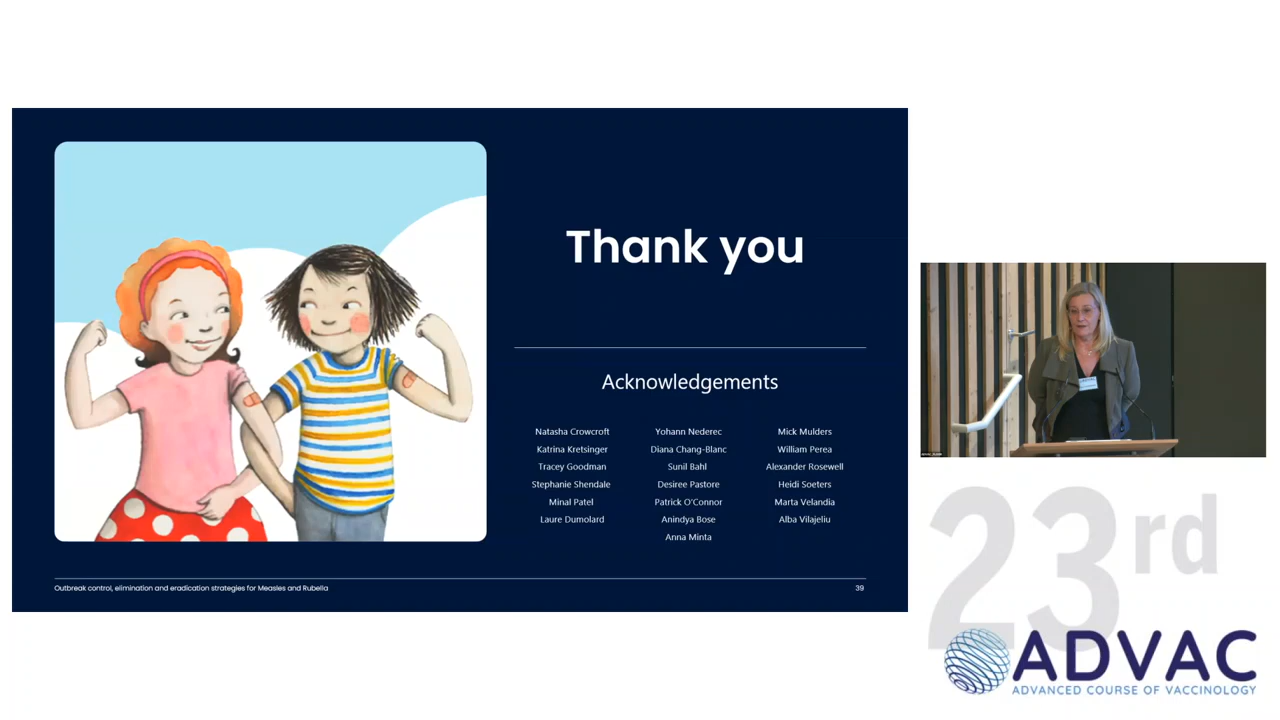 Thank you
Acknowledgements
Natasha Crowcroft
Katrina Kretsinger
Tracey Goodman
Stephanie Shendale
Minal Patel
Laure Dumolard
Yohann Nederec
Diana Chang-Blanc
Sunil Bahl
Desiree Pastore
Patrick O'Connor
Anindya Bose
Anna Minta
Mick Mulders
William Perea
Alexander Rosewell
Heidi Soeters
Marta Velandia
Alba Vilajeliu
Outbreak control, elimination and eradication strategies for Measles and Rubella
39
23rd
ADVAC
ADVANCED COURSE OF VACCINOLOGY